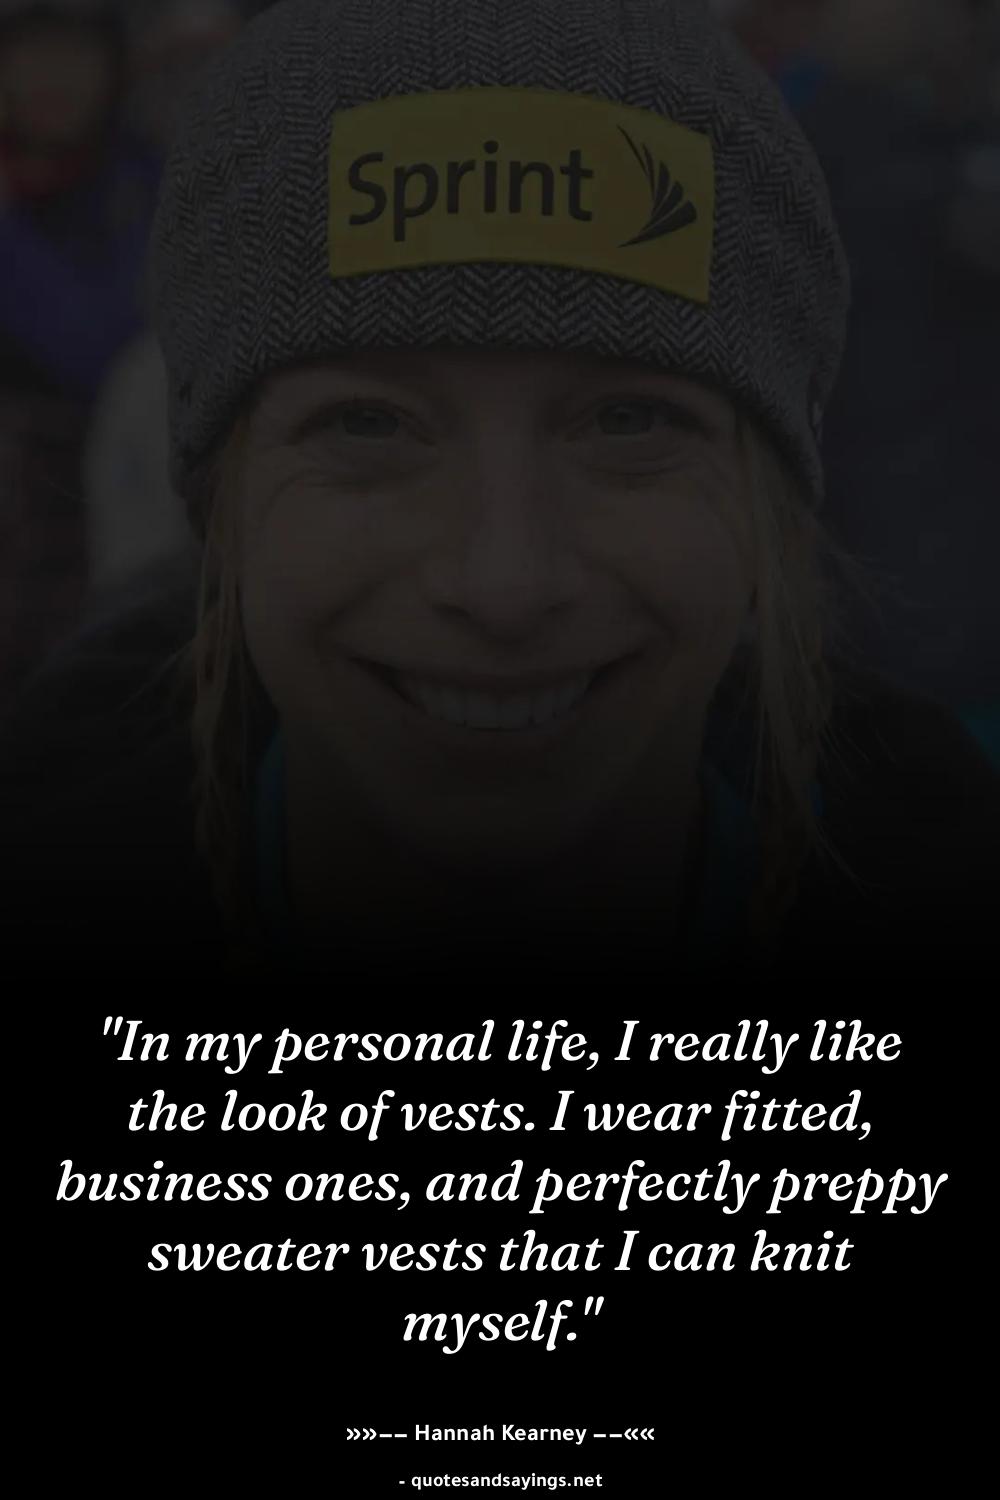 Sprint
"In my personal life, I really like
the look of vests. I wear fitted,
business ones, and perfectly preppy
sweater vests that I can knit
myself."
»»–– Hannah Kearney ––««
- quotesandsayings.net